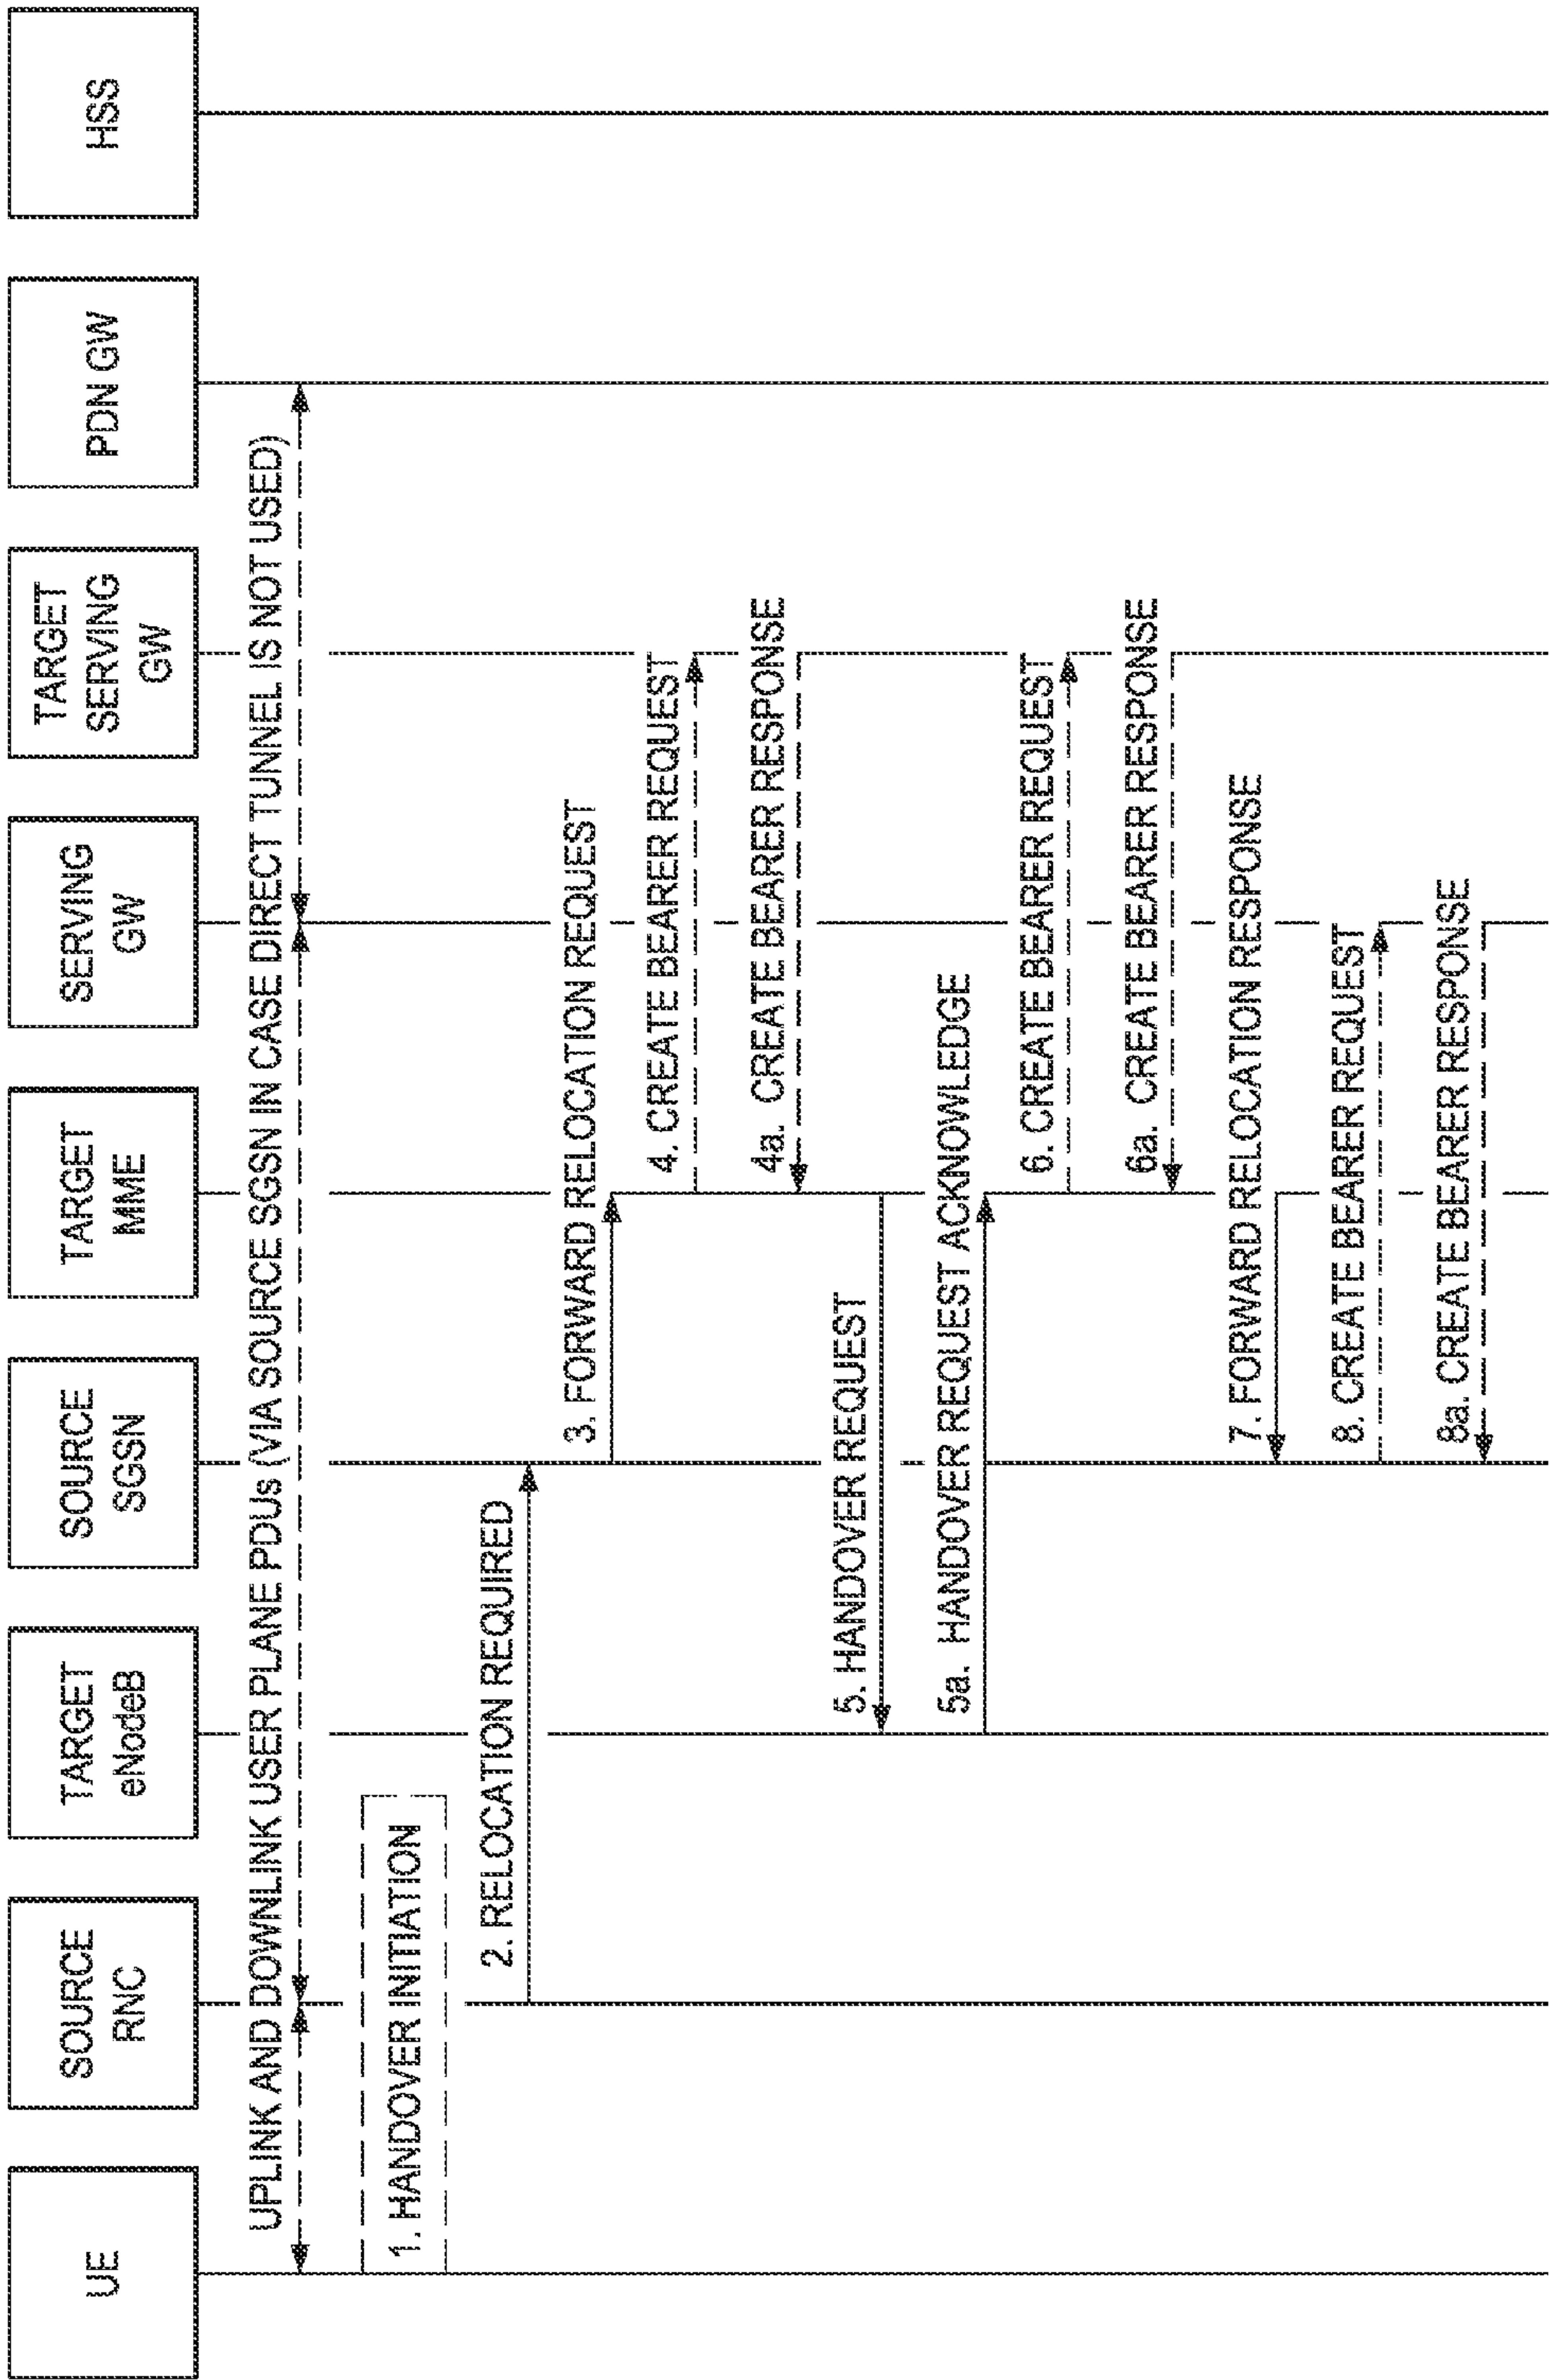 UE
SOURCE
RNC
TARGET
eNodeB
SOURCE
SGSN
TARGET
MME
SERVING
GW
TARGET
SERVING
GW
PDN GW
HSS
UPLINK AND DOWNLINK USER PLANE PDUs (VIA SOURCE SGSN IN CASE DIRECT TUNNEL IS NOT USED)
1. HANDOVER INITIATION
2. RELOCATION REQUIRED
3. FORWARD RELOCATION REQUEST
4. CREATE BEARER REQUEST
4a. CREATE BEARER RESPONSE
5. HANDOVER REQUEST
5a. HANDOVER REQUEST ACKNOWLEDGE
6. CREATE BEARER REQUEST
6a. CREATE BEARER RESPONSE
7. FORWARD RELOCATION RESPONSE
8. CREATE BEARER REQUEST
8a. CREATE BEARER RESPONSE